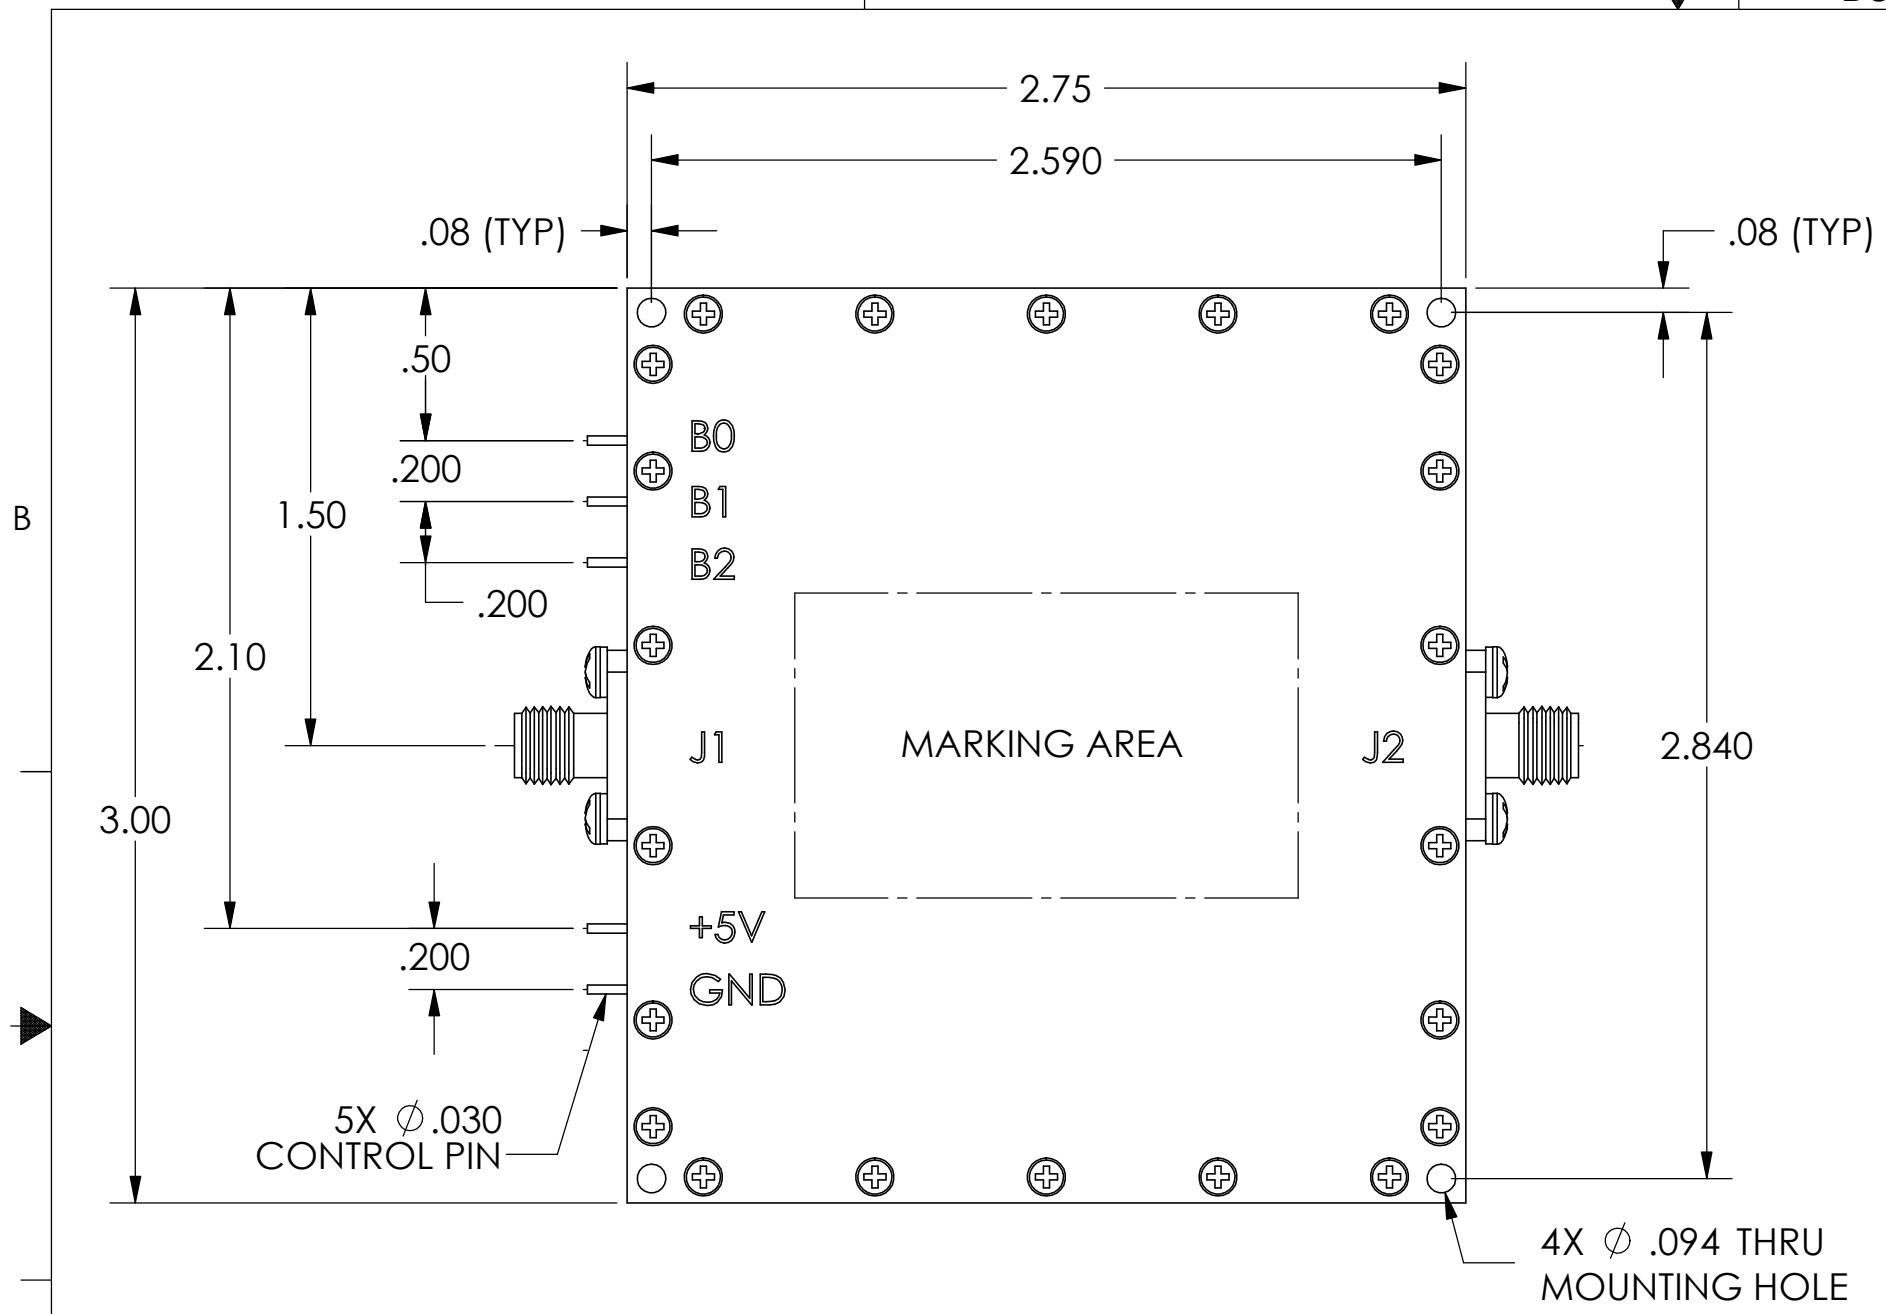 2.75
2.590
.08 (TYP)
.08 (TYP)
.50
B0
.200
B1
1.50
B
B2
.200
2.10
J1
MARKING AREA
J2
2.840
3.00
+5V
.200
GND
5X ∅ .030
CONTROL PIN
4X ∅ .094 THRU
MOUNTING HOLE